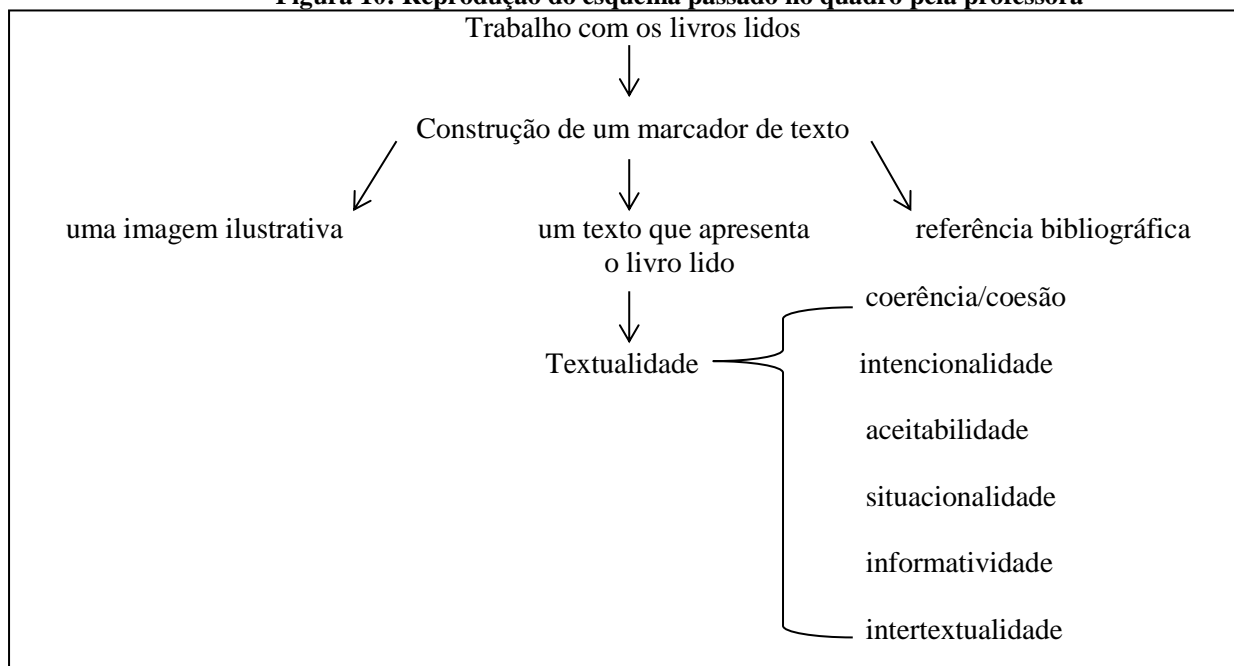 Figura 10: Reprodução do esquema passado no quadro pela professora
Trabalho com os livros lidos
Construção de um marcador de texto
uma imagem ilustrativa
um texto que apresenta
o livro lido
referência bibliográfica
Textualidade
coerência/coesão
intencionalidade
aceitabilidade
situacionalidade
informatividade
intertextualidade